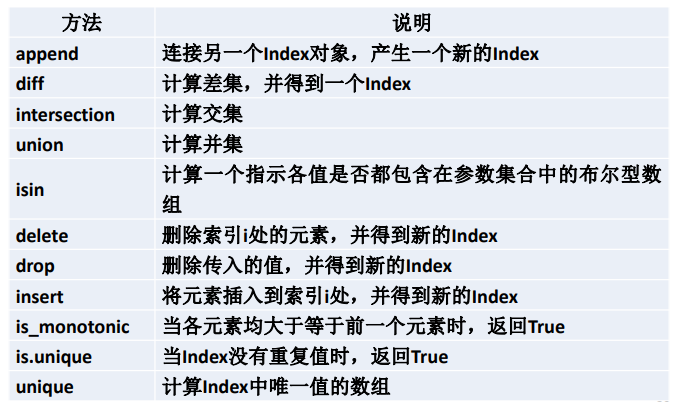 方法 说明
append 连接另一个Index对象，产生一个新的Index
diff 计算差集，并得到一个Index
intersection 计算交集
union 计算并集
isin 计算一个指示各值是否都包含在参数集合中的布尔型数
组
delete 删除索引i处的元素，并得到新的Index
drop 删除传入的值，并得到新的Index
insert 将元素插入到索引i处，并得到新的Index
is_monotonic 当各元素均大于等于前一个元素时，返回True
is.unique 当Index没有重复值时，返回True
unique 计算Index中唯一值的数组